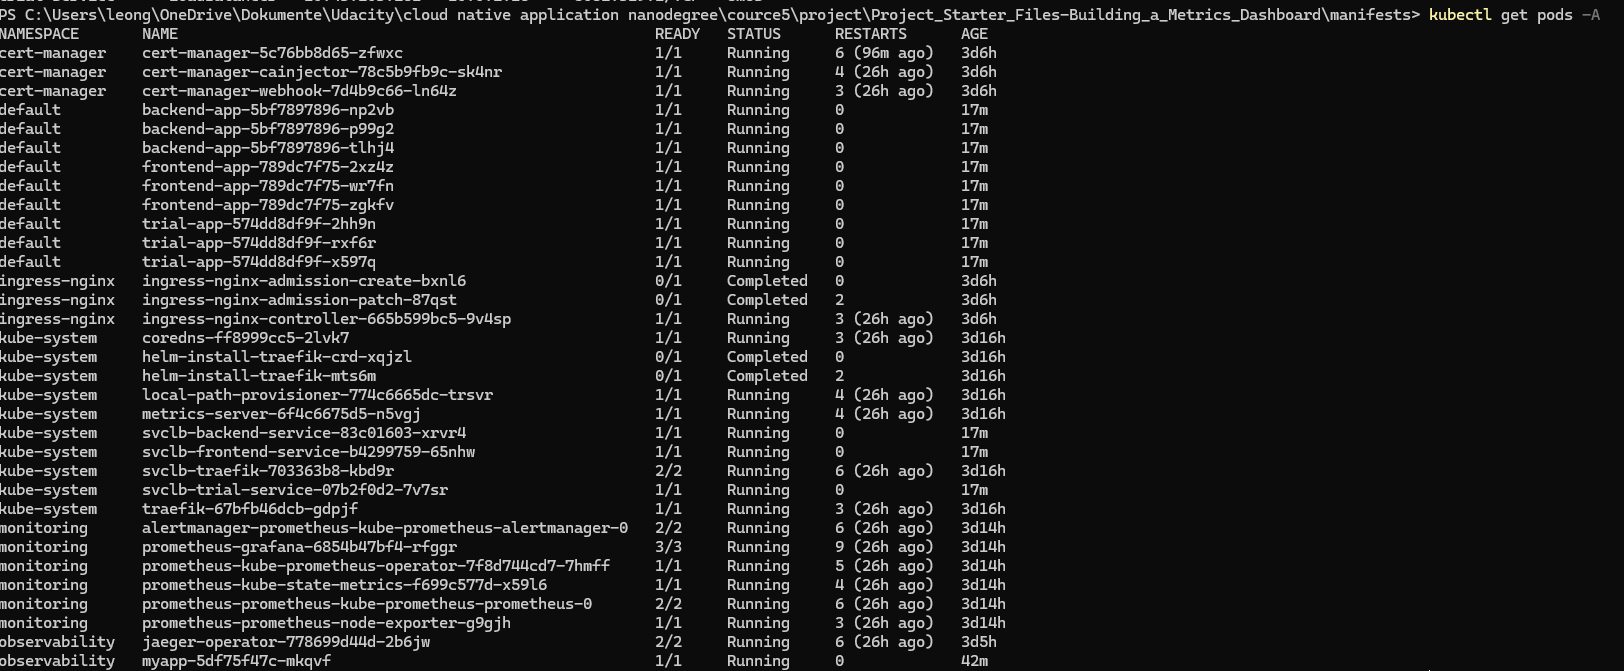 PS C:\Users\leong\OneDrive\Dokumente\Udacity\cloud native application nanodegree\cource5\project\Project_Starter_Files-Building_a_Metrics_Dashboard\manifests> kubectl get pods -A
NAMESPACE NAME READY STATUS RESTARTS AGE
cert-manager cert-manager-5c76bb8d65-zfwxc 1/1 Running 6 (96m ago) 3d6h
cert-manager cert-manager-cainjector-78c5b9fb9c-sk4nr 1/1 Running 4 (26h ago) 3d6h
cert-manager cert-manager-webhook-7d4b9c66-ln64z 1/1 Running 3 (26h ago) 3d6h
default backend-app-5bf7897896-np2vb 1/1 Running 0 17m
default backend-app-5bf7897896-p99g2 1/1 Running 0 17m
default backend-app-5bf7897896-tlhj4 1/1 Running 0 17m
default frontend-app-789dc7f75-2xz4z 1/1 Running 0 17m
default frontend-app-789dc7f75-wr7fn 1/1 Running 0 17m
default frontend-app-789dc7f75-zgkfv 1/1 Running 0 17m
default trial-app-574dd8df9f-2hh9n 1/1 Running 0 17m
default trial-app-574dd8df9f-rxf6r 1/1 Running 0 17m
default trial-app-574dd8df9f-x597q 1/1 Running 0 17m
ingress-nginx ingress-nginx-admission-create-bxnl6 0/1 Completed 0 3d6h
ingress-nginx ingress-nginx-admission-patch-87qst 0/1 Completed 2 3d6h
ingress-nginx ingress-nginx-controller-665b599bc5-9v4sp 1/1 Running 3 (26h ago) 3d6h
kube-system coredns-ff8999cc5-2lvk7 1/1 Running 3 (26h ago) 3d16h
kube-system helm-install-traefik-crd-xqjzl 0/1 Completed 0 3d16h
kube-system helm-install-traefik-mts6m 0/1 Completed 2 3d16h
kube-system local-path-provisioner-774c6665dc-trsvr 1/1 Running 4 (26h ago) 3d16h
kube-system metrics-server-6f4c6675d5-n5vgj 1/1 Running 4 (26h ago) 3d16h
kube-system svclb-backend-service-83c01603-xrvr4 1/1 Running 0 17m
kube-system svclb-frontend-service-b4299759-65nhw 1/1 Running 0 17m
kube-system svclb-traefik-703363b8-kbd9r 2/2 Running 6 (26h ago) 3d16h
kube-system svclb-trial-service-07b2f0d2-7v7sr 1/1 Running 0 17m
kube-system traefik-67bfb46dcb-gdpjf 1/1 Running 3 (26h ago) 3d16h
monitoring alertmanager-prometheus-kube-prometheus-alertmanager-0 2/2 Running 6 (26h ago) 3d14h
monitoring prometheus-grafana-6854b47bf4-rfggr 3/3 Running 9 (26h ago) 3d14h
monitoring prometheus-kube-prometheus-operator-7f8d744cd7-7hmff 1/1 Running 5 (26h ago) 3d14h
monitoring prometheus-kube-state-metrics-f699c577d-x59l6 1/1 Running 4 (26h ago) 3d14h
monitoring prometheus-prometheus-kube-prometheus-prometheus-0 2/2 Running 6 (26h ago) 3d14h
monitoring prometheus-prometheus-node-exporter-g9gjh 1/1 Running 3 (26h ago) 3d14h
observability jaeger-operator-778699d44d-2b6jw 2/2 Running 6 (26h ago) 3d5h
observability myapp-5df75f47c-mkqvf 1/1 Running 0 42m